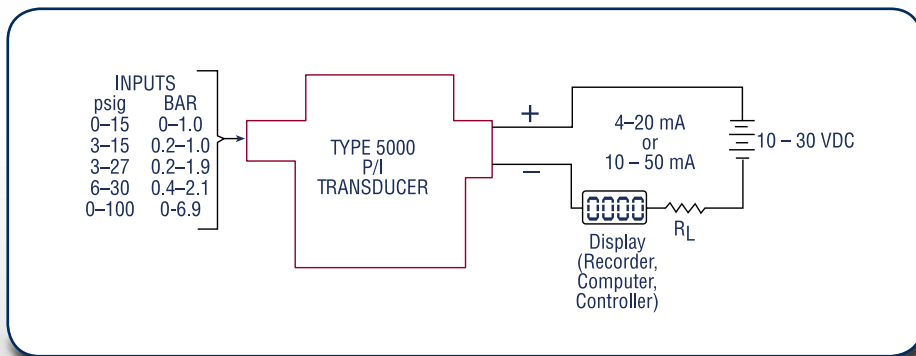 INPUTS
psig BAR
0–15 0–1.0
3–15 0.2–1.0
3–27 0.2–1.9
6–30 0.4–2.1
0–100 0-6.9
TYPE 5000
P/I
TRANSDUCER
+
–
4–20 mA
or
10 – 50 mA
10 – 30 VDC
0000
RL
Display
(Recorder,
Computer,
Controller)